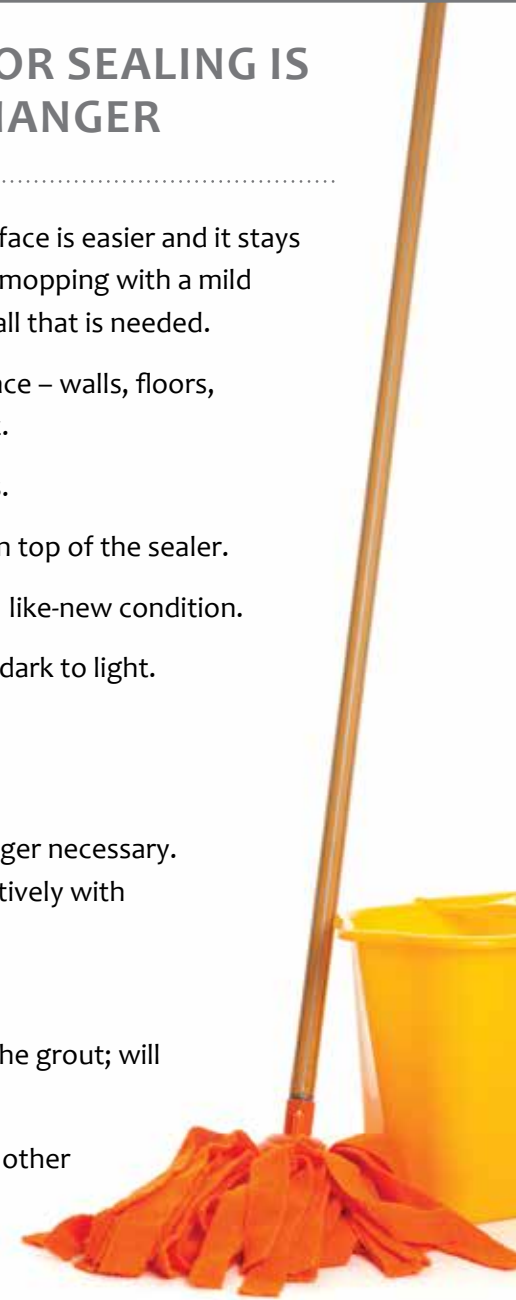 OR SEALING IS
HANGER
face is easier and it stays
mopping with a mild
all that is needed.
ce – walls, floors,
.
.
n top of the sealer.
like-new condition.
dark to light.
ger necessary.
tively with
he grout; will
other